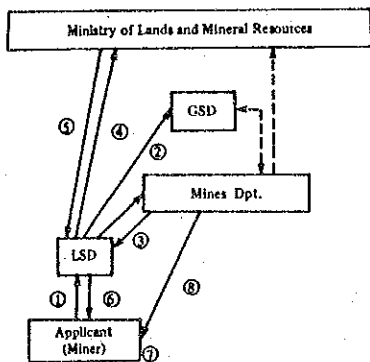 Ministry of Lands and Mineral Resources
GSD
⑤
④
②
Mines Dpt.
③
LSD
⑧
①
⑥
Applicant
(Miner)
⑦